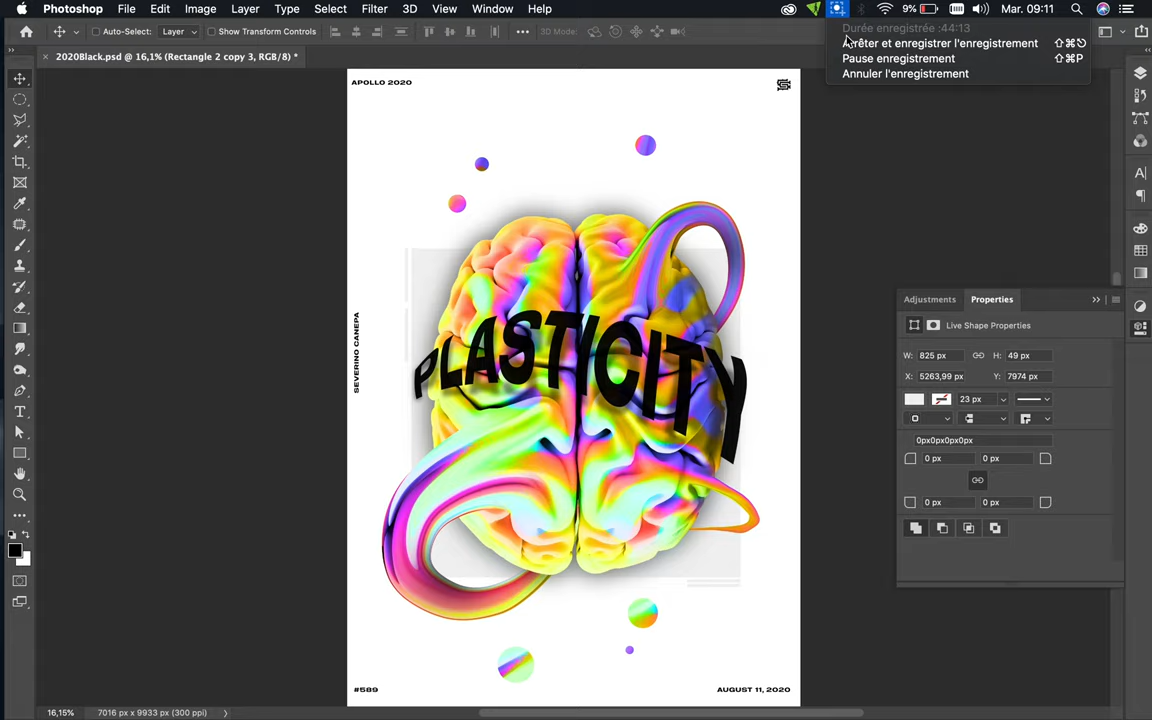 Photoshop File Edit Image Layer Type Select Filter 3D View Window Help 9% Mar. 09:11
Durée enregistrée :44:13
Arrêter et enregistrer l'enregistrement ⇧⌘⎋
Pause enregistrement ⇧⌘P
Annuler l'enregistrement
Auto-Select: Layer Show Transform Controls 3D Mode:
2020Black.psd @ 16,1% (Rectangle 2 copy 3, RGB/8) *
APOLLO 2020
SEVERINO CANEPA
PLASTICITY
#589 AUGUST 11, 2020
Adjustments Properties
Live Shape Properties
W: 825 px H: 49 px
X: 5263,99 px Y: 7974 px
23 px
0px0px0px0px
0 px 0 px
0 px 0 px
16,15% 7016 px x 9933 px (300 ppi)